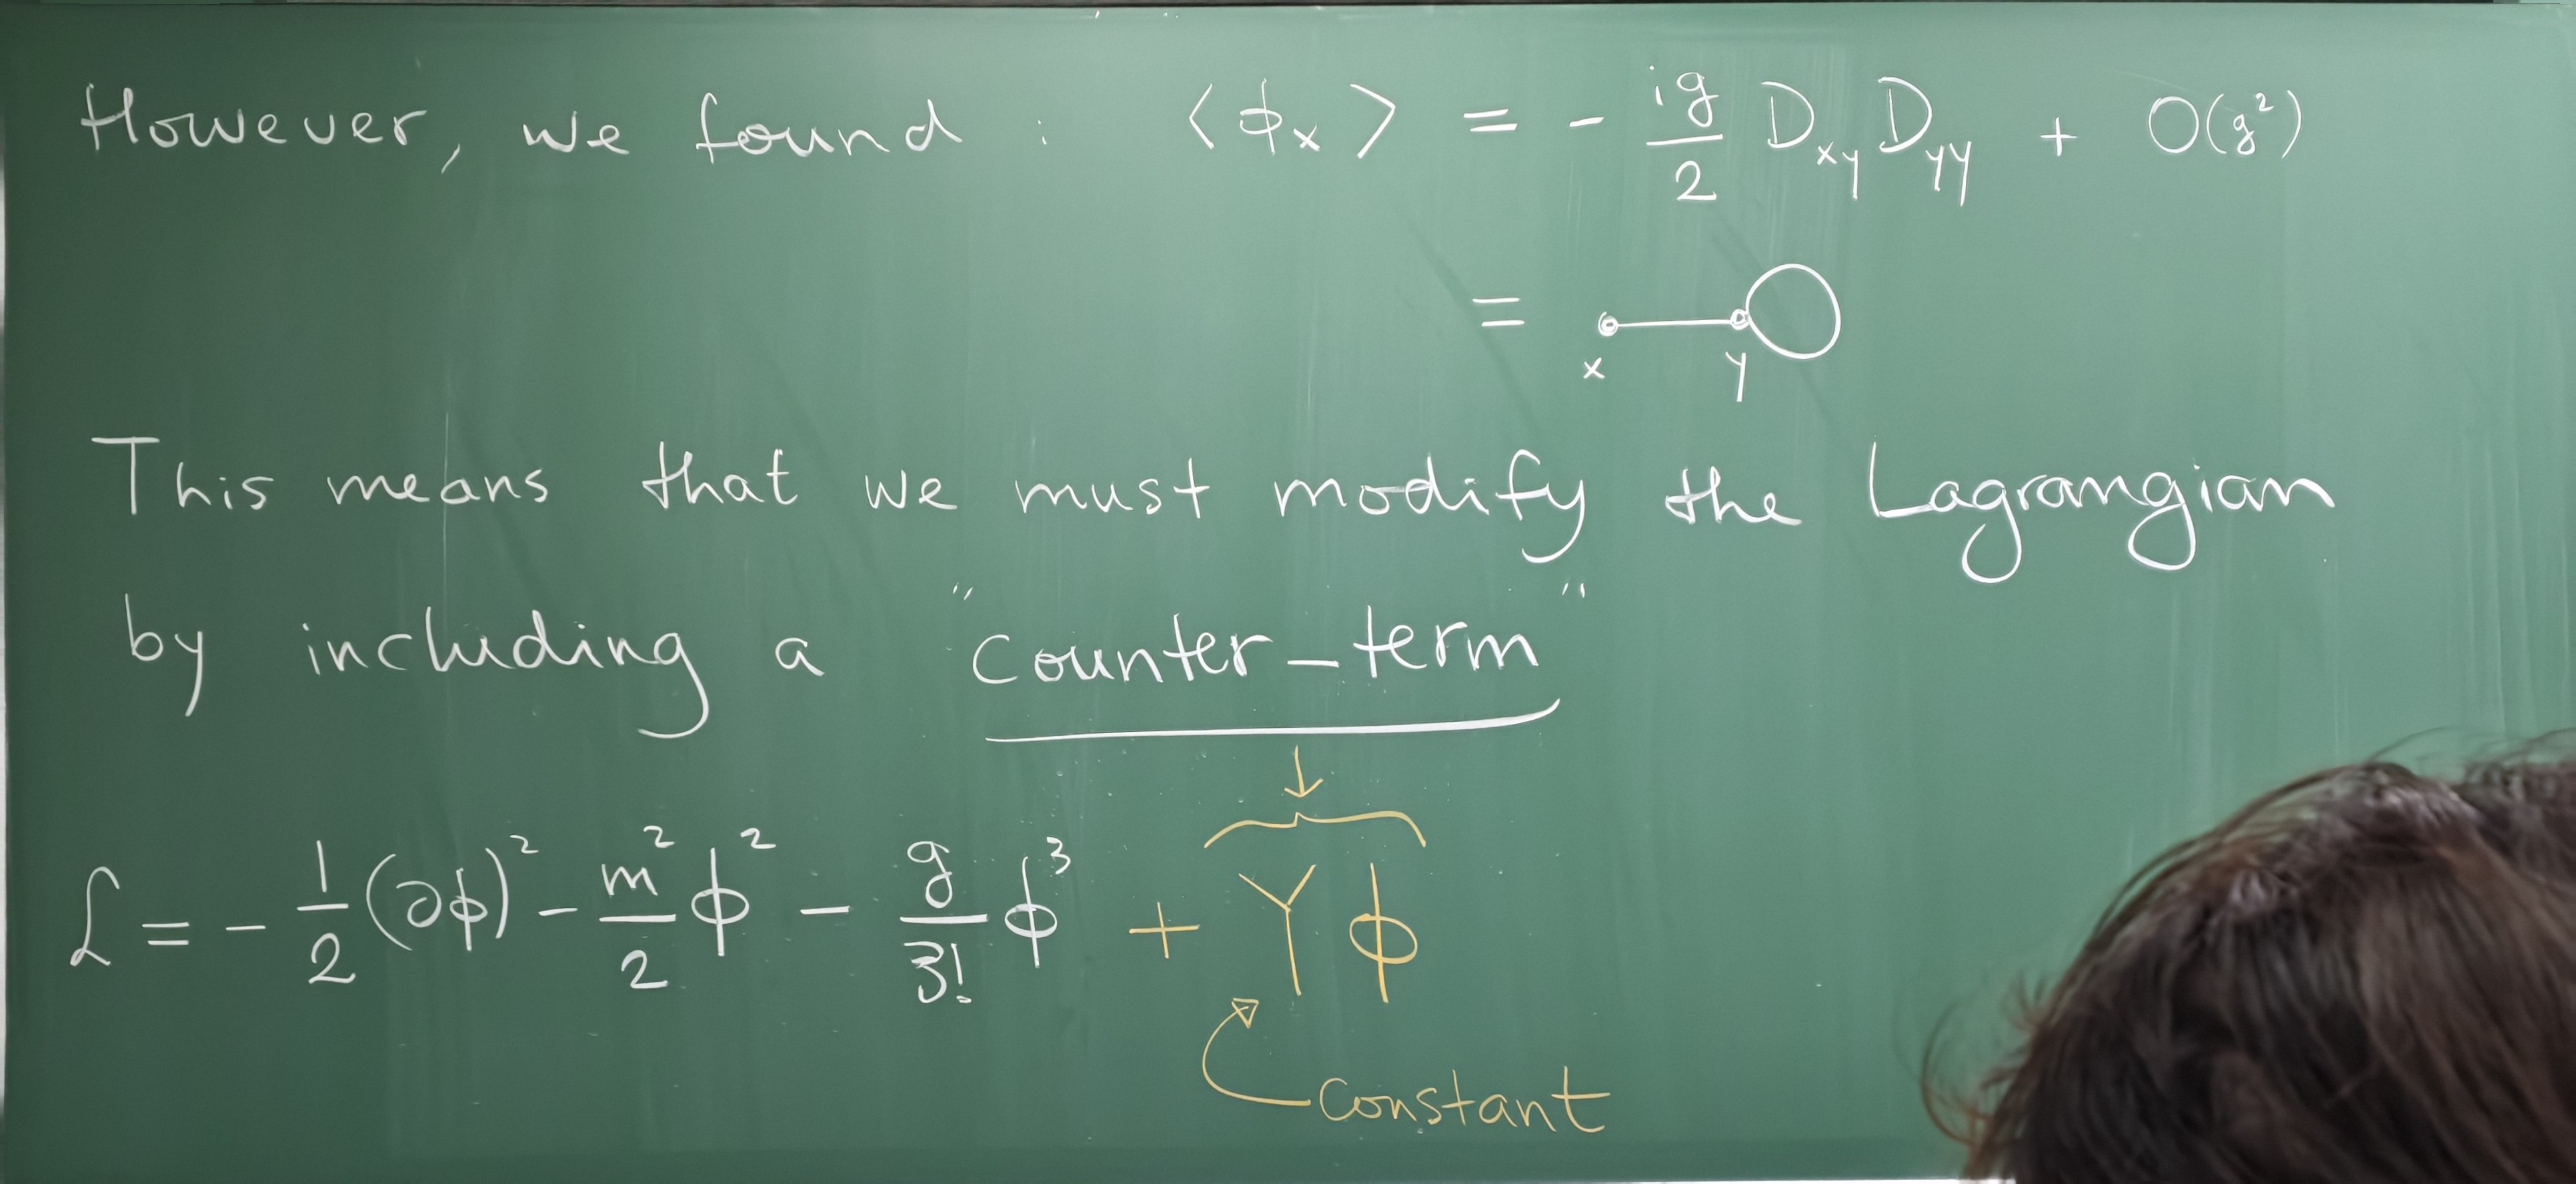 However, we found : ⟨ϕₓ⟩ = - ig/2 D_xy D_yy + O(g²)
= x y
This means that we must modify the Lagrangian
by including a "counter-term"
ℒ = - 1/2 (∂ϕ)² - m²/2 ϕ² - g/3! ϕ³ + Yϕ
constant